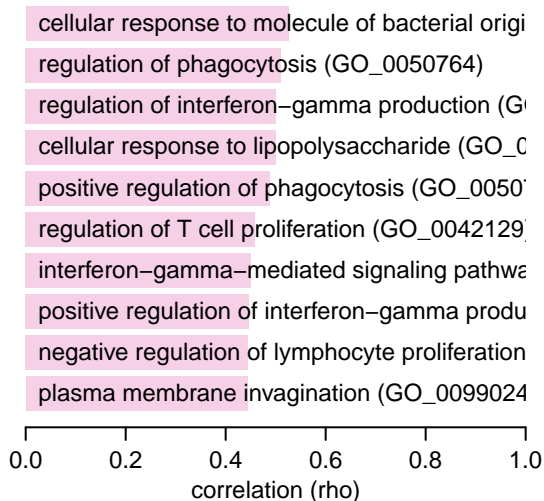 cellular response to molecule of bacterial origi
regulation of phagocytosis (GO_0050764)
regulation of interferon−gamma production (G
cellular response to lipopolysaccharide (GO_0
positive regulation of phagocytosis (GO_0050
regulation of T cell proliferation (GO_0042129)
interferon−gamma−mediated signaling pathwa
positive regulation of interferon−gamma produ
negative regulation of lymphocyte proliferation
plasma membrane invagination (GO_0099024
0.0 0.2 0.4 0.6 0.8 1.0
correlation (rho)